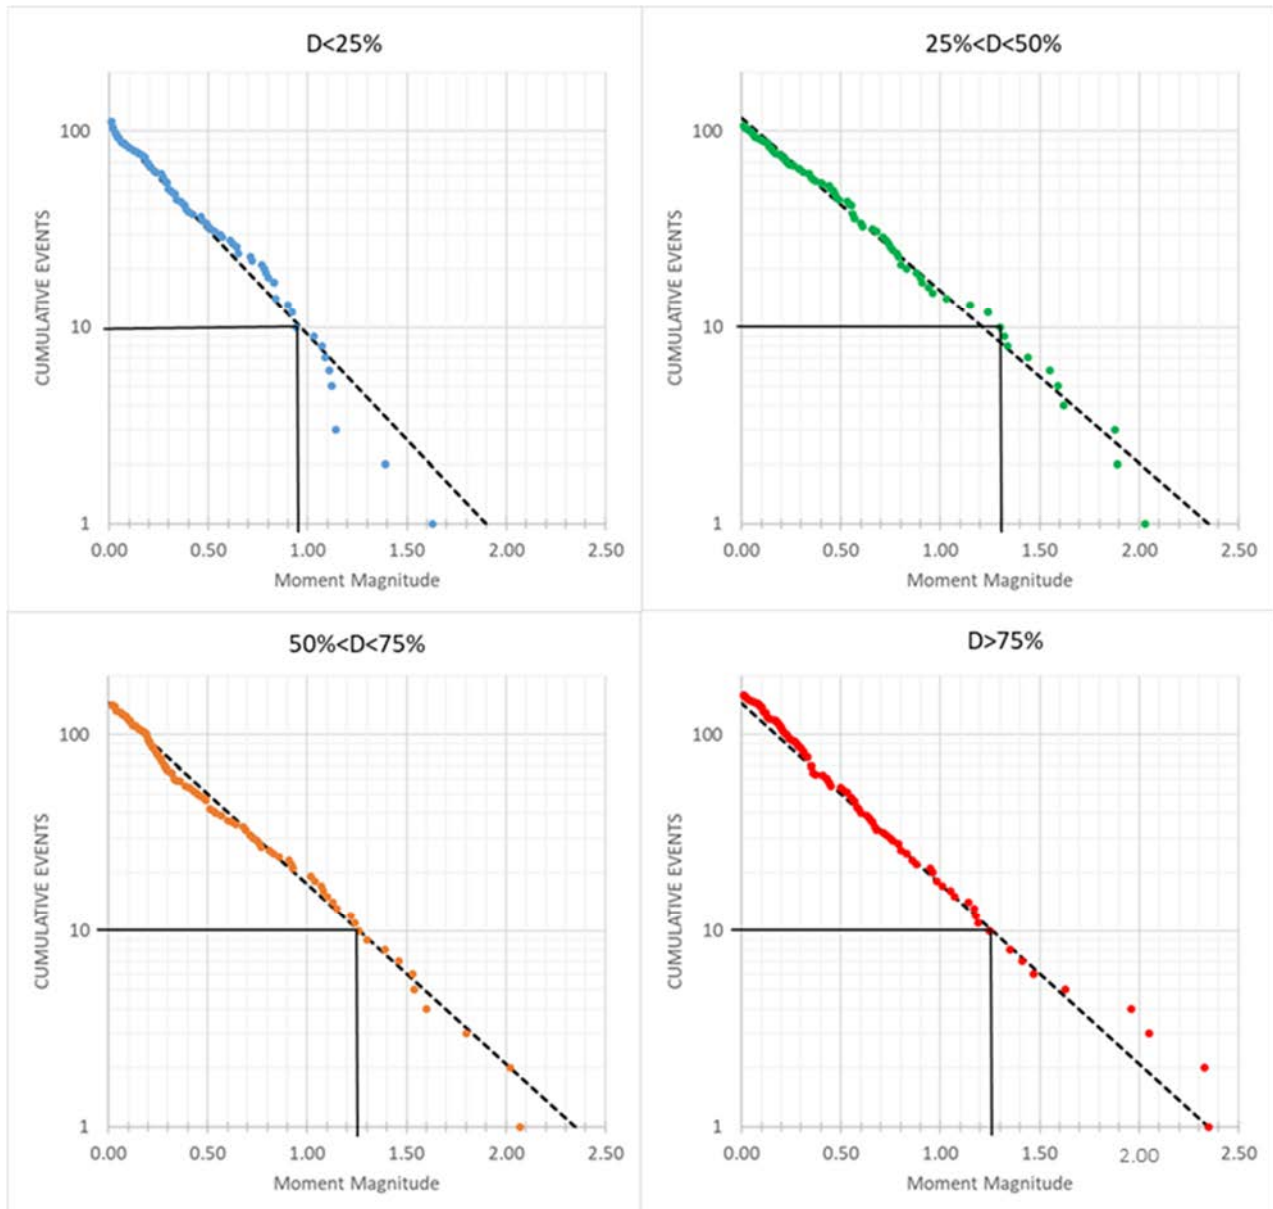 D<25%
CUMULATIVE EVENTS
100
10
1
0.00 0.50 1.00 1.50 2.00 2.50
Moment Magnitude
25%<D<50%
CUMULATIVE EVENTS
100
10
1
0.00 0.50 1.00 1.50 2.00 2.50
Moment Magnitude
50%<D<75%
CUMULATIVE EVENTS
100
10
1
0.00 0.50 1.00 1.50 2.00 2.50
Moment Magnitude
D>75%
CUMULATIVE EVENTS
100
10
1
0.00 0.50 1.00 1.50 2.00 2.50
Moment Magnitude